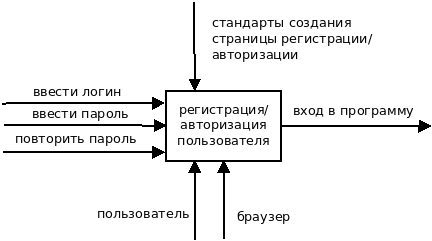 стандарты создания
страницы регистрации/
авторизации
ввести логин
ввести пароль
повторить пароль
регистрация/
авторизация
пользователя
вход в программу
пользователь
браузер